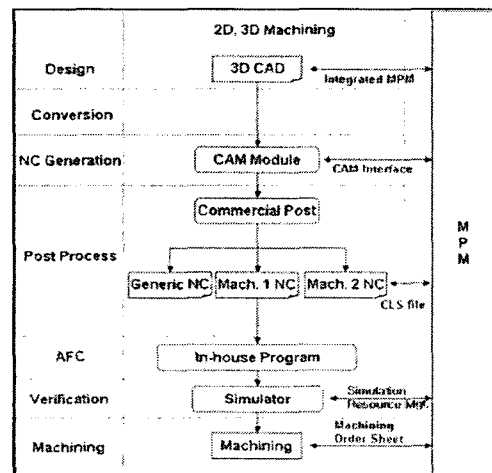 2D, 3D Machining
Design
3D CAD
Integrated MPM
Conversion
NC Generation
CAM Module
CAM Interface
Commercial Post
M
P
M
Post Process
Generic NC
Mach. 1 NC
Mach. 2 NC
CLS file
AFC
In-house Program
Verification
Simulator
Simulation
Resource Mgt.
Machining
Machining
Machining
Order Sheet